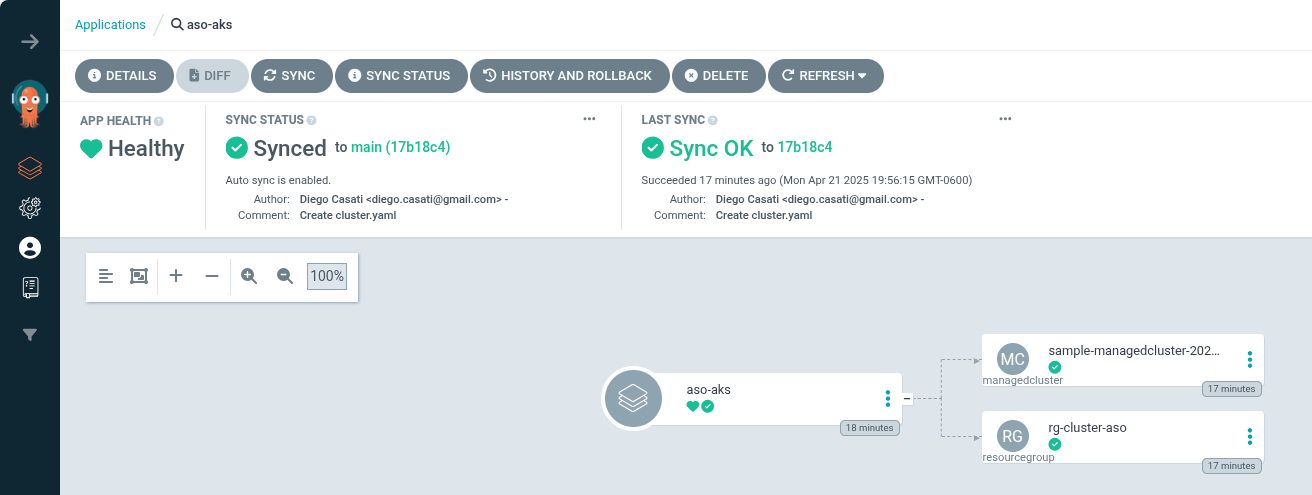 Applications / aso-aks
DETAILS DIFF SYNC SYNC STATUS HISTORY AND ROLLBACK DELETE REFRESH
APP HEALTH
Healthy
SYNC STATUS
Synced to main (17b18c4)
Auto sync is enabled.
Author: Diego Casati <diego.casati@gmail.com> -
Comment: Create cluster.yaml
LAST SYNC
Sync OK to 17b18c4
Succeeded 17 minutes ago (Mon Apr 21 2025 19:56:15 GMT-0600)
Author: Diego Casati <diego.casati@gmail.com> -
Comment: Create cluster.yaml
100%
aso-aks
18 minutes
MC
managedcluster
sample-managedcluster-202...
17 minutes
RG
resourcegroup
rg-cluster-aso
17 minutes